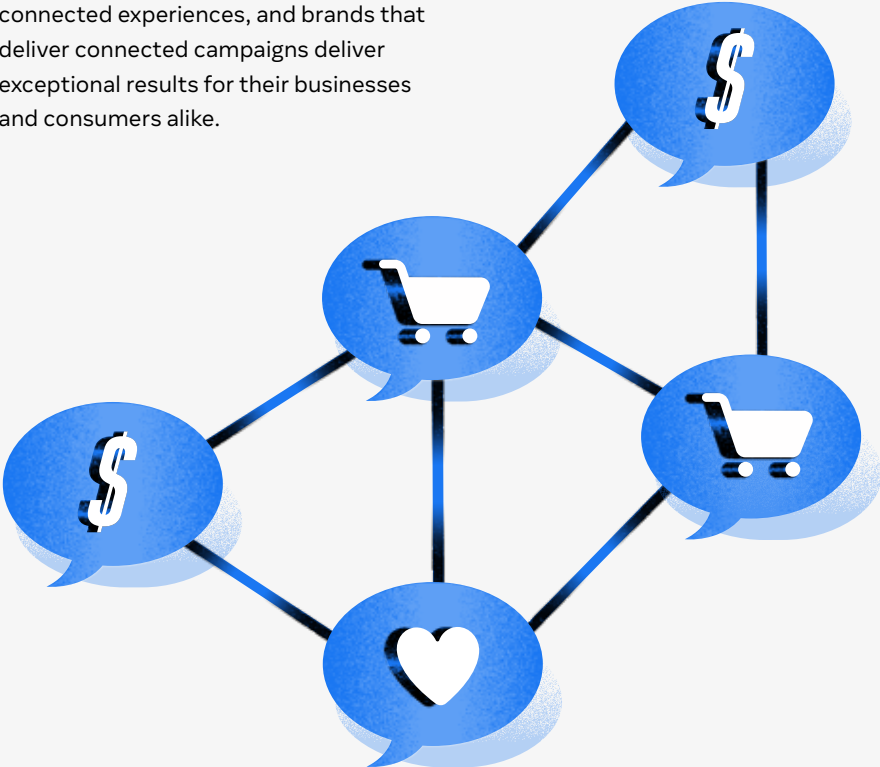 connected experiences, and brands that
deliver connected campaigns deliver
exceptional results for their businesses
and consumers alike.
$
$